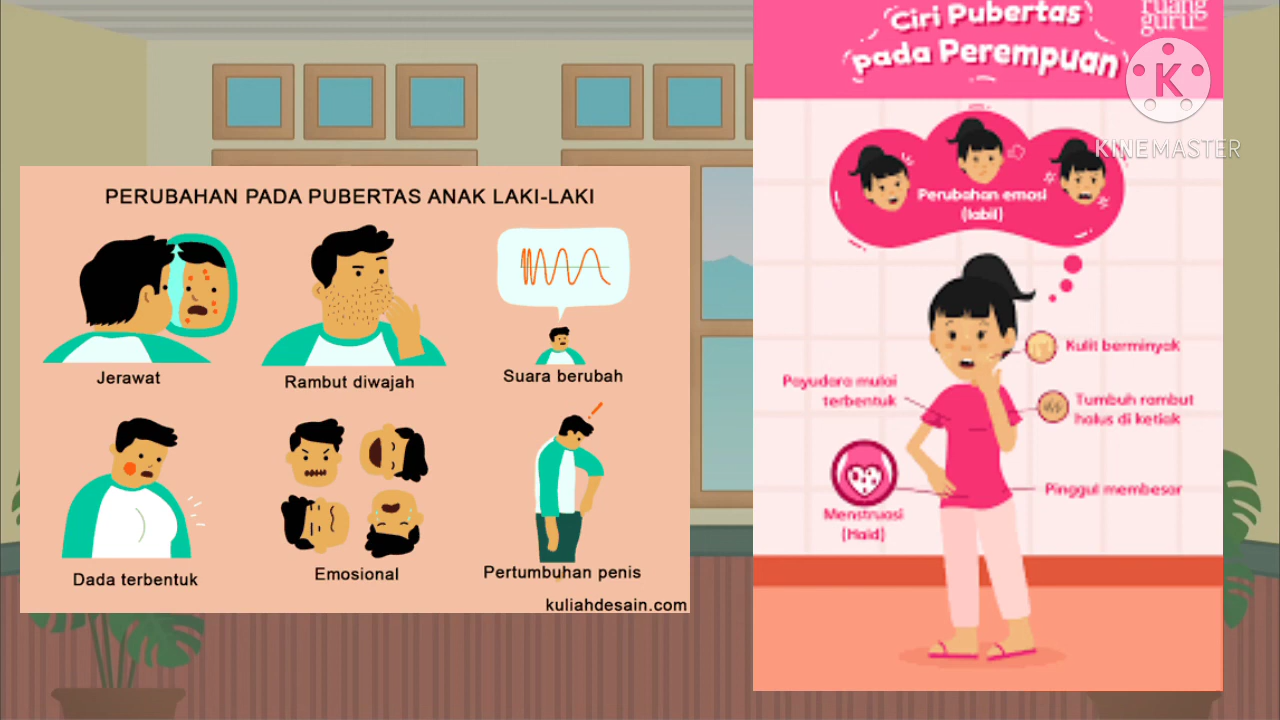 PERUBAHAN PADA PUBERTAS ANAK LAKI-LAKI
Jerawat
Rambut diwajah
Suara berubah
Dada terbentuk
Emosional
Pertumbuhan penis
kuliahdesain.com
ruang
guru
Ciri Pubertas
pada Perempuan
KINEMASTER
Perubahan emosi
(labil)
Kulit berminyak
Payudara mulai
terbentuk
Tumbuh rambut
halus di ketiak
Pinggul membesar
Menstruasi
(Haid)